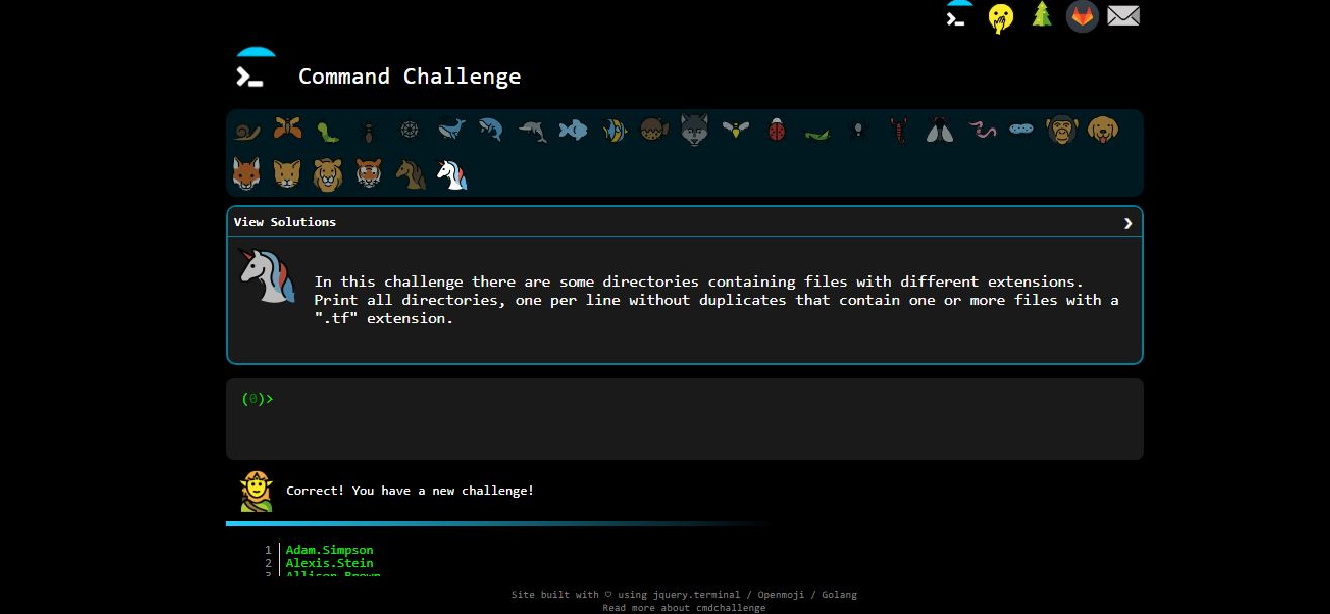 Command Challenge
View Solutions
In this challenge there are some directories containing files with different extensions.
Print all directories, one per line without duplicates that contain one or more files with a
".tf" extension.
(0)>
Correct! You have a new challenge!
1 Adam.Simpson
2 Alexis.Stein
3 Allison.Brown
Site built with ♡ using jquery.terminal / Openmoji / Golang
Read more about cmdchallenge